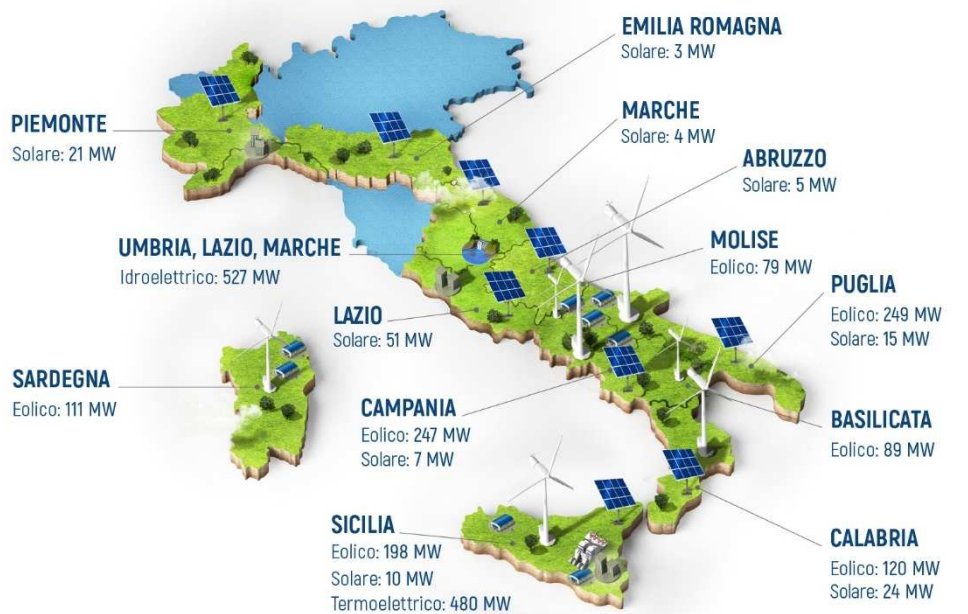 EMILIA ROMAGNA
Solare: 3 MW
PIEMONTE
Solare: 21 MW
MARCHE
Solare: 4 MW
ABRUZZO
Solare: 5 MW
UMBRIA, LAZIO, MARCHE
Idroelettrico: 527 MW
MOLISE
Eolico: 79 MW
PUGLIA
Eolico: 249 MW
Solare: 15 MW
LAZIO
Solare: 51 MW
SARDEGNA
Eolico: 111 MW
CAMPANIA
Eolico: 247 MW
Solare: 7 MW
BASILICATA
Eolico: 89 MW
SICILIA
Eolico: 198 MW
Solare: 10 MW
Termoelettrico: 480 MW
CALABRIA
Eolico: 120 MW
Solare: 24 MW